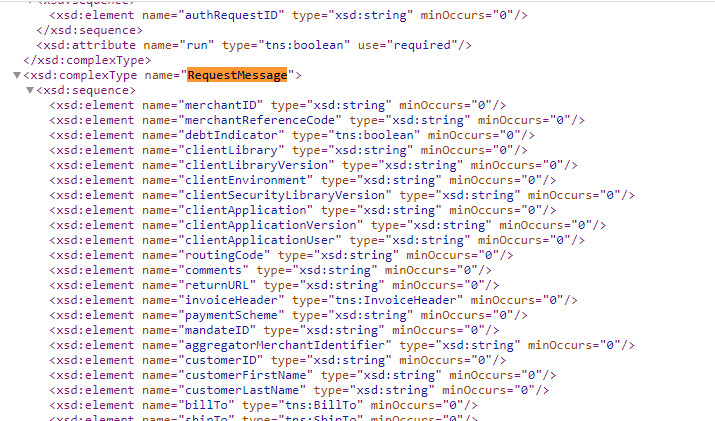 <xsd:sequence>
<xsd:element name="authRequestID" type="xsd:string" minOccurs="0"/>
</xsd:sequence>
<xsd:attribute name="run" type="tns:boolean" use="required"/>
</xsd:complexType>
▼<xsd:complexType name="RequestMessage">
▼<xsd:sequence>
<xsd:element name="merchantID" type="xsd:string" minOccurs="0"/>
<xsd:element name="merchantReferenceCode" type="xsd:string" minOccurs="0"/>
<xsd:element name="debtIndicator" type="tns:boolean" minOccurs="0"/>
<xsd:element name="clientLibrary" type="xsd:string" minOccurs="0"/>
<xsd:element name="clientLibraryVersion" type="xsd:string" minOccurs="0"/>
<xsd:element name="clientEnvironment" type="xsd:string" minOccurs="0"/>
<xsd:element name="clientSecurityLibraryVersion" type="xsd:string" minOccurs="0"/>
<xsd:element name="clientApplication" type="xsd:string" minOccurs="0"/>
<xsd:element name="clientApplicationVersion" type="xsd:string" minOccurs="0"/>
<xsd:element name="clientApplicationUser" type="xsd:string" minOccurs="0"/>
<xsd:element name="routingCode" type="xsd:string" minOccurs="0"/>
<xsd:element name="comments" type="xsd:string" minOccurs="0"/>
<xsd:element name="returnURL" type="xsd:string" minOccurs="0"/>
<xsd:element name="invoiceHeader" type="tns:InvoiceHeader" minOccurs="0"/>
<xsd:element name="paymentScheme" type="xsd:string" minOccurs="0"/>
<xsd:element name="mandateID" type="xsd:string" minOccurs="0"/>
<xsd:element name="aggregatorMerchantIdentifier" type="xsd:string" minOccurs="0"/>
<xsd:element name="customerID" type="xsd:string" minOccurs="0"/>
<xsd:element name="customerFirstName" type="xsd:string" minOccurs="0"/>
<xsd:element name="customerLastName" type="xsd:string" minOccurs="0"/>
<xsd:element name="billTo" type="tns:BillTo" minOccurs="0"/>
<xsd:element name="shipTo" type="tns:ShipTo" minOccurs="0"/>